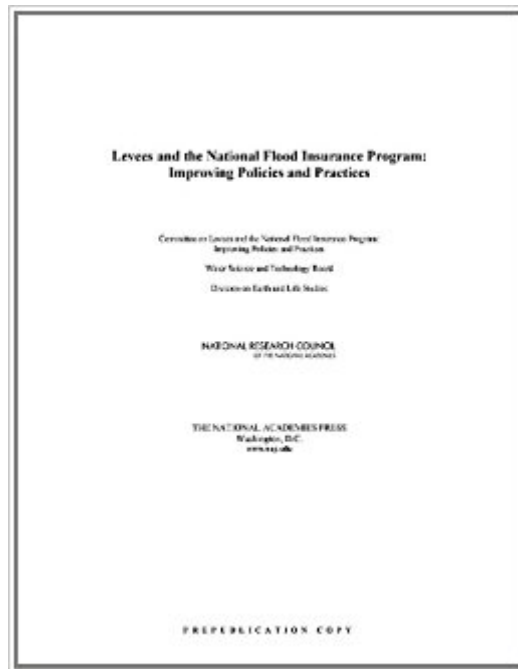 Levees and the National Flood Insurance Program:
Improving Policies and Practices
Committee on Levees and the National Flood Insurance Program:
Improving Policies and Practices
Water Science and Technology Board
Division on Earth and Life Studies
NATIONAL RESEARCH COUNCIL
OF THE NATIONAL ACADEMIES
THE NATIONAL ACADEMIES PRESS
Washington, D.C.
www.nap.edu
PREPUBLICATION COPY